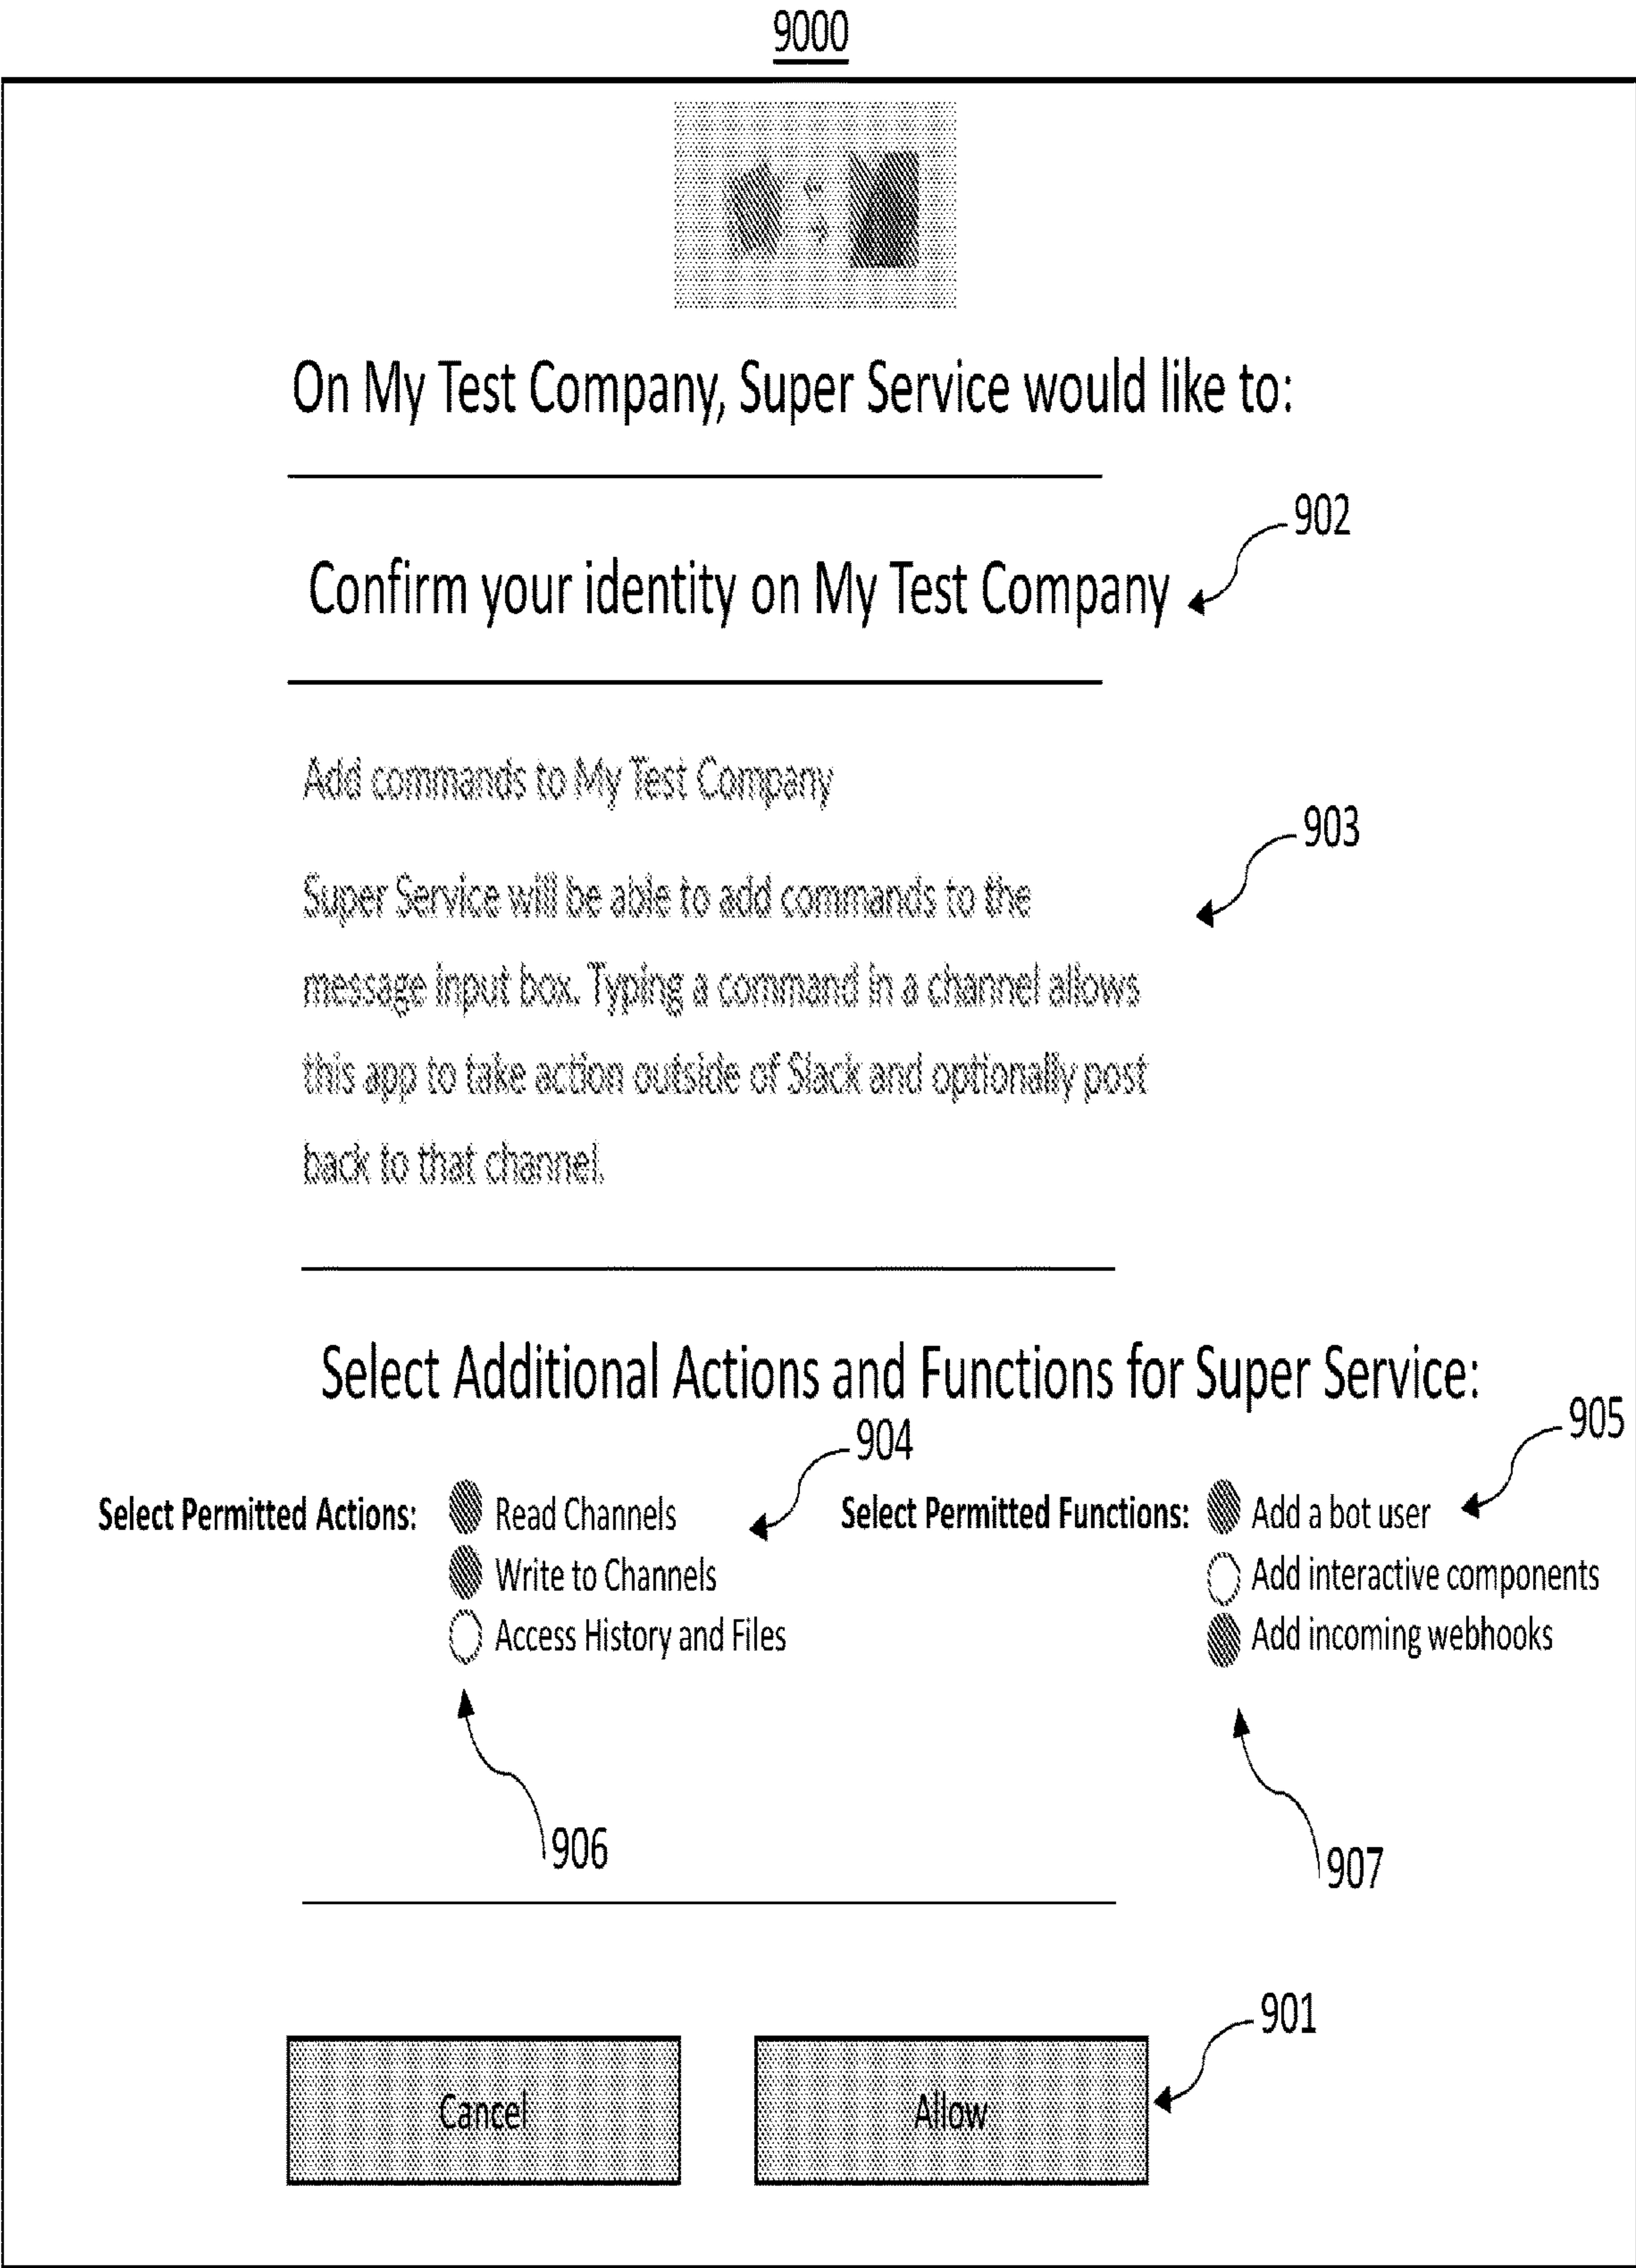 9000
On My Test Company, Super Service would like to:
902
Confirm your identity on My Test Company
Add commands to My Test Company
903
Super Service will be able to add commands to the
message input box. Typing a command in a channel allows
this app to take action outside of Slack and optionally post
back to that channel.
Select Additional Actions and Functions for Super Service:
904
905
Select Permitted Actions: Read Channels
Write to Channels
Access History and Files
Select Permitted Functions: Add a bot user
Add interactive components
Add incoming webhooks
906
907
901
Cancel
Allow